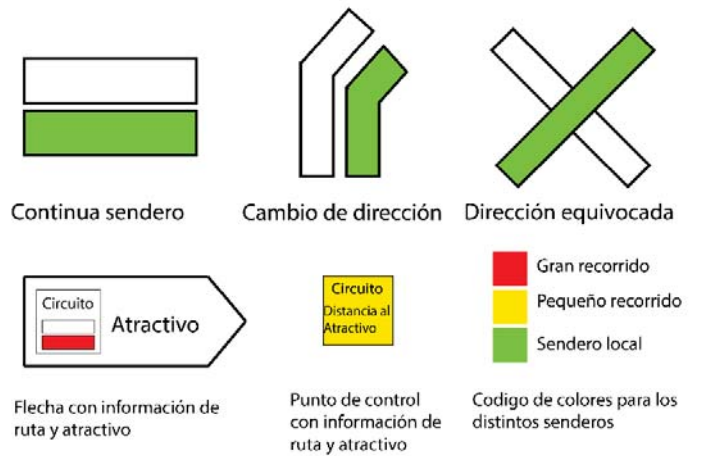 Continua sendero
Cambio de dirección
Dirección equivocada
Circuito
Atractivo
Flecha con información de
ruta y atractivo
Circuito
Distancia al
Atractivo
Punto de control
con información de
ruta y atractivo
Gran recorrido
Pequeño recorrido
Sendero local
Codigo de colores para los
distintos senderos